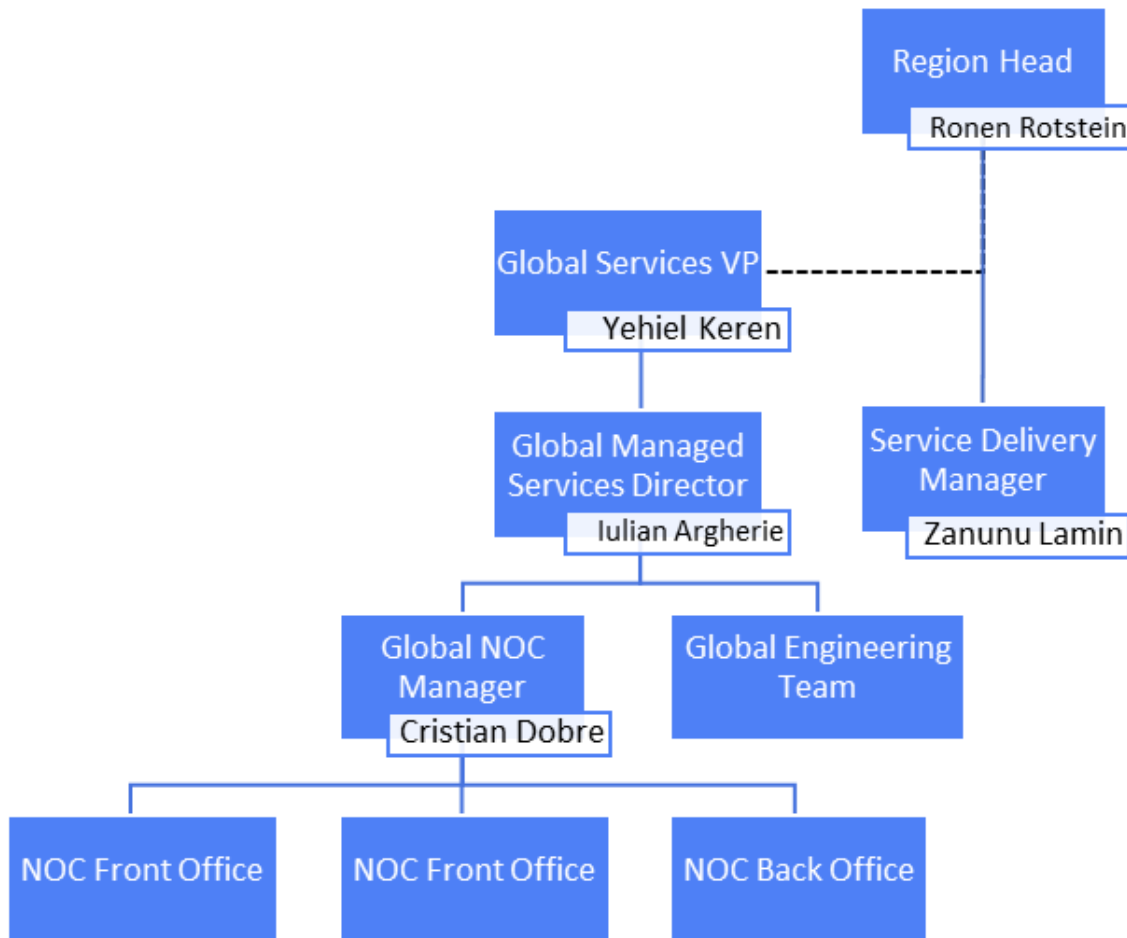 Region Head
Ronen Rotstein
Global Services VP
Yehiel Keren
Global Managed
Services Director
Iulian Argherie
Service Delivery
Manager
Zanunu Lamin
Global NOC
Manager
Cristian Dobre
Global Engineering
Team
NOC Front Office
NOC Front Office
NOC Back Office